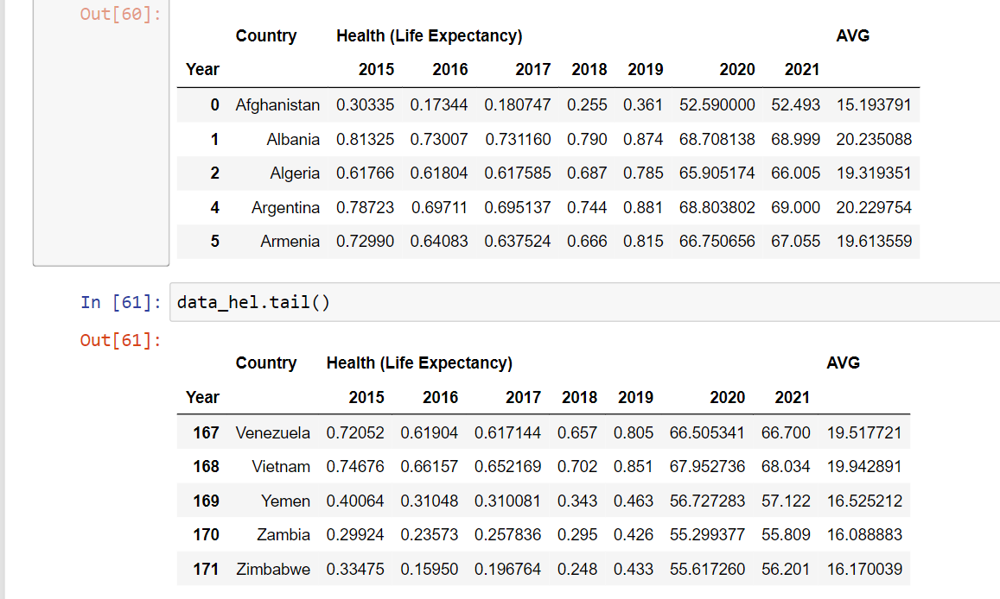 Out[60]:
Country Health (Life Expectancy) AVG
Year 2015 2016 2017 2018 2019 2020 2021
0 Afghanistan 0.30335 0.17344 0.180747 0.255 0.361 52.590000 52.493 15.193791
1 Albania 0.81325 0.73007 0.731160 0.790 0.874 68.708138 68.999 20.235088
2 Algeria 0.61766 0.61804 0.617585 0.687 0.785 65.905174 66.005 19.319351
4 Argentina 0.78723 0.69711 0.695137 0.744 0.881 68.803802 69.000 20.229754
5 Armenia 0.72990 0.64083 0.637524 0.666 0.815 66.750656 67.055 19.613559
In [61]: data_hel.tail()
Out[61]:
Country Health (Life Expectancy) AVG
Year 2015 2016 2017 2018 2019 2020 2021
167 Venezuela 0.72052 0.61904 0.617144 0.657 0.805 66.505341 66.700 19.517721
168 Vietnam 0.74676 0.66157 0.652169 0.702 0.851 67.952736 68.034 19.942891
169 Yemen 0.40064 0.31048 0.310081 0.343 0.463 56.727283 57.122 16.525212
170 Zambia 0.29924 0.23573 0.257836 0.295 0.426 55.299377 55.809 16.088883
171 Zimbabwe 0.33475 0.15950 0.196764 0.248 0.433 55.617260 56.201 16.170039